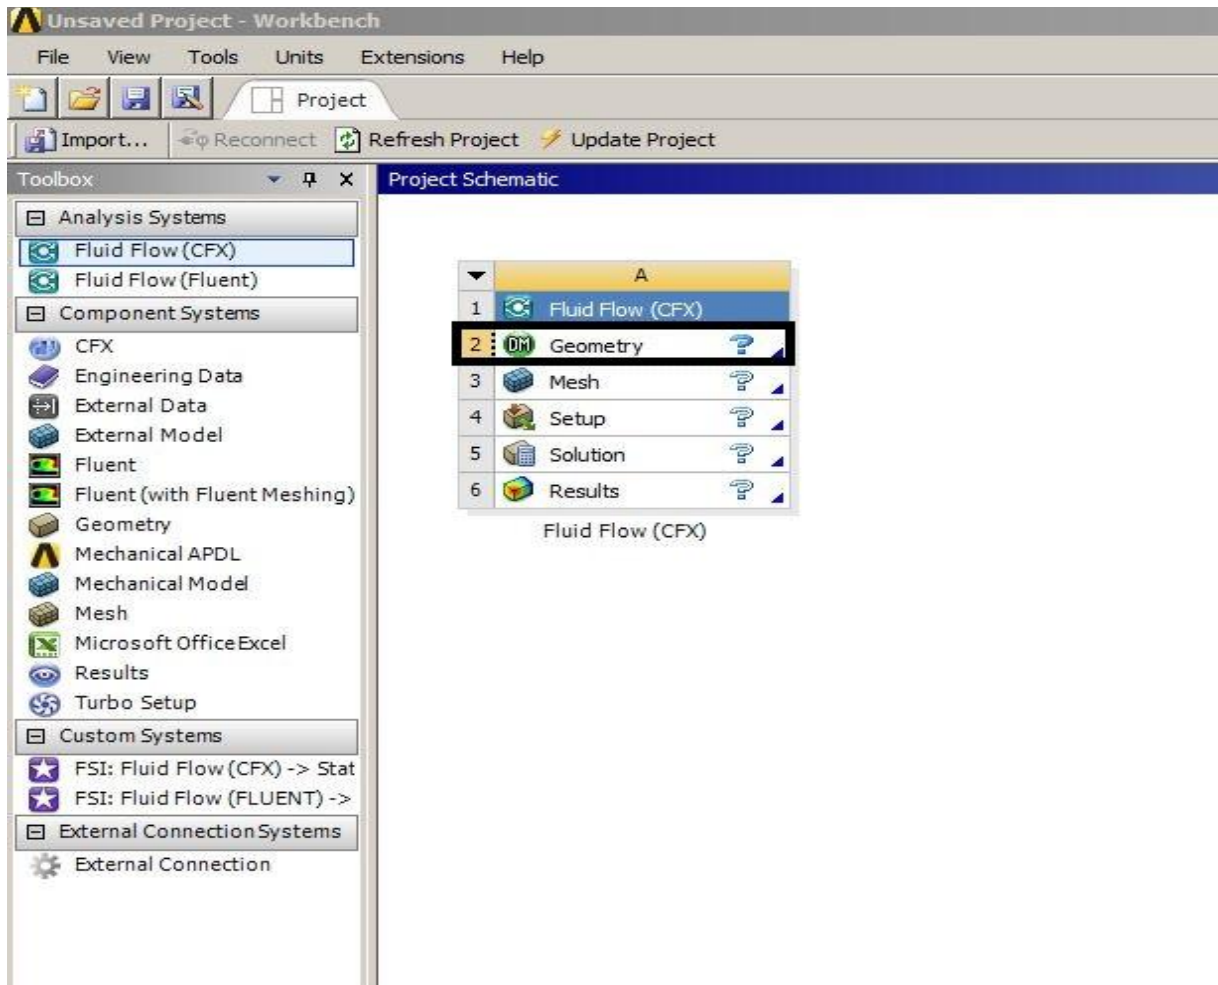 Unsaved Project - Workbench
File View Tools Units Extensions Help
Project
Import... Reconnect Refresh Project Update Project
Toolbox
Project Schematic
Analysis Systems
Fluid Flow (CFX)
Fluid Flow (Fluent)
Component Systems
CFX
Engineering Data
External Data
External Model
Fluent
Fluent (with Fluent Meshing)
Geometry
Mechanical APDL
Mechanical Model
Mesh
Microsoft Office Excel
Results
Turbo Setup
Custom Systems
FSI: Fluid Flow (CFX) -> Stat
FSI: Fluid Flow (FLUENT) ->
External Connection Systems
External Connection
A
1 Fluid Flow (CFX)
2 DM Geometry ?
3 Mesh ?
4 Setup ?
5 Solution ?
6 Results ?
Fluid Flow (CFX)